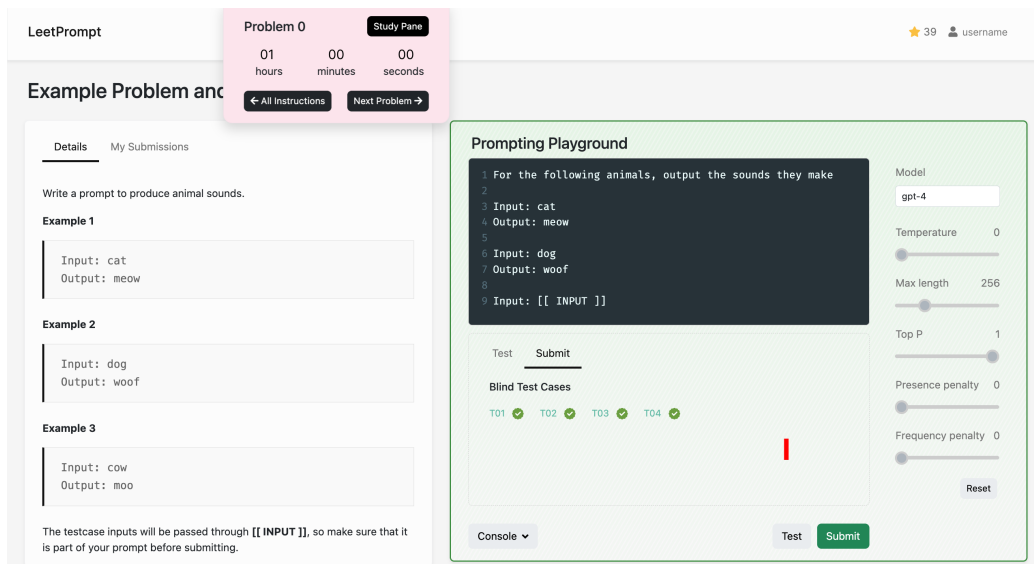 LeetPrompt
Problem 0
Study Pane
01 00 00
hours minutes seconds
← All Instructions
Next Problem →
39 username
Example Problem and
Details My Submissions
Write a prompt to produce animal sounds.
Example 1
Input: cat
Output: meow
Example 2
Input: dog
Output: woof
Example 3
Input: cow
Output: moo
The testcase inputs will be passed through [[ INPUT ]], so make sure that it
is part of your prompt before submitting.
Prompting Playground
1 For the following animals, output the sounds they make
2
3 Input: cat
4 Output: meow
5
6 Input: dog
7 Output: woof
8
9 Input: [[ INPUT ]]
Test Submit
Blind Test Cases
T01 T02 T03 T04
Console
Test Submit
Model
gpt-4
Temperature 0
Max length 256
Top P 1
Presence penalty 0
Frequency penalty 0
Reset